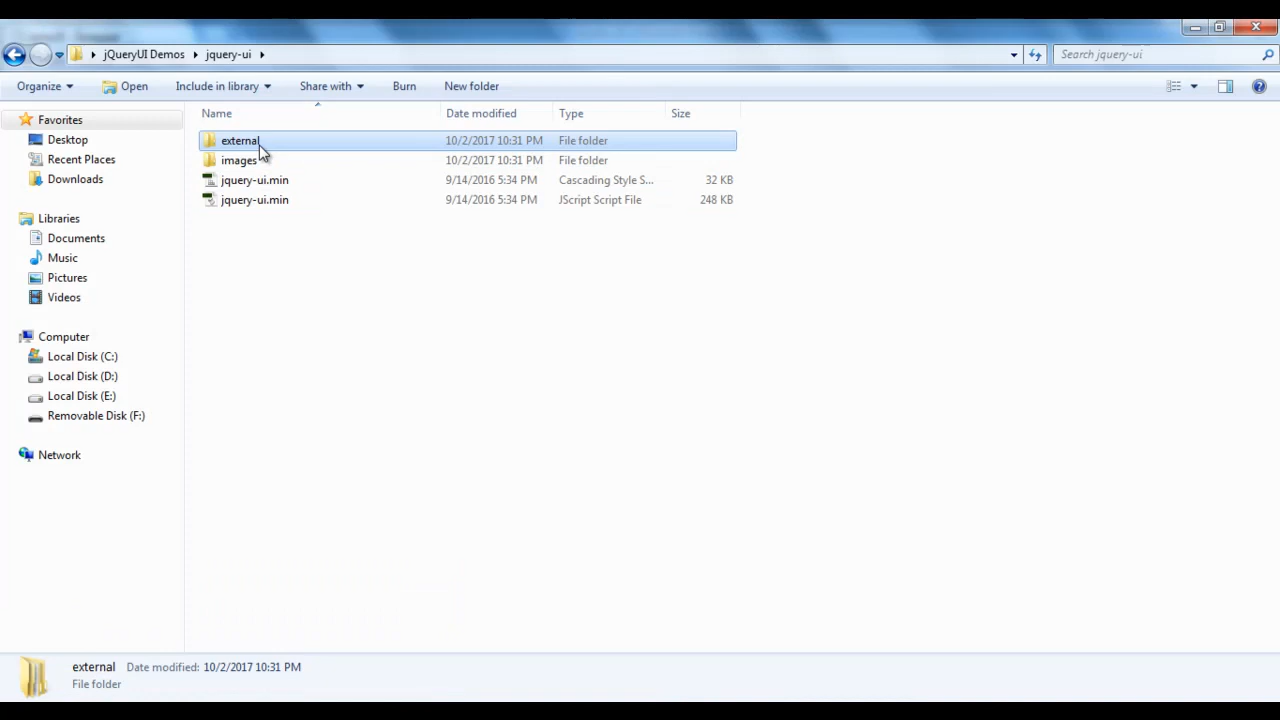 jQueryUI Demos jquery-ui Search jquery-ui
Organize Open Include in library Share with Burn New folder
Name Date modified Type Size
Favorites
Desktop
Recent Places
Downloads
Libraries
Documents
Music
Pictures
Videos
Computer
Local Disk (C:)
Local Disk (D:)
Local Disk (E:)
Removable Disk (F:)
Network
external 10/2/2017 10:31 PM File folder
images 10/2/2017 10:31 PM File folder
jquery-ui.min 9/14/2016 5:34 PM Cascading Style S... 32 KB
jquery-ui.min 9/14/2016 5:34 PM JScript Script File 248 KB
external Date modified: 10/2/2017 10:31 PM
File folder